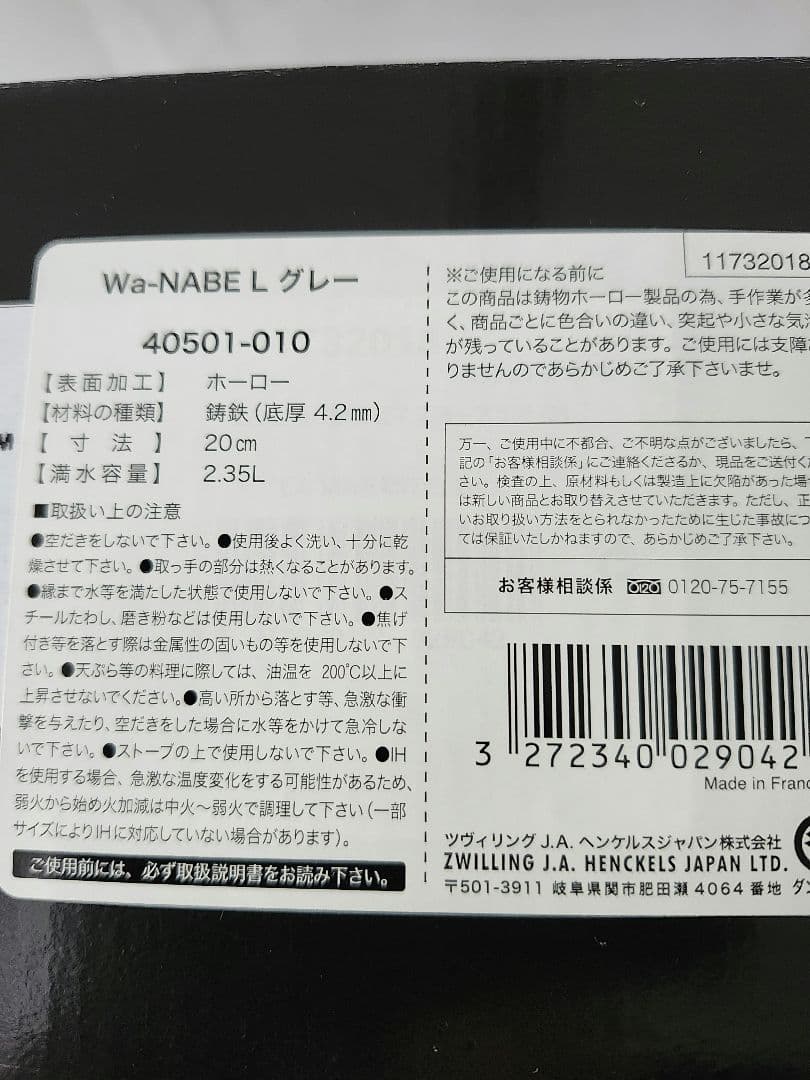 Wa-NABE L グレー
40501-010
【表面加工】 ホーロー
【材料の種類】 鋳鉄（底厚 4.2㎜）
【 寸 法 】 20㎝
【満水容量】 2.35L
■取扱い上の注意
●空だきをしないで下さい。●使用後よく洗い、十分に乾
燥させて下さい。●取っ手の部分は熱くなることがあります。
●縁まで水等を満たした状態で使用しないで下さい。●ス
チールたわし、磨き粉などは使用しないで下さい。●焦げ
付き等を落とす際は金属性の固いもの等を使用しないで下
さい。●天ぷら等の料理に際しては、油温を 200℃以上に
上昇させないでください。●高い所から落とす等、急激な衝
撃を与えたり、空だきをした場合に水等をかけて急冷しな
いで下さい。●ストーブの上で使用しないで下さい。●IH
を使用する場合、急激な温度変化をする可能性があるため、
弱火から始め火加減は中火～弱火で調理して下さい（一部
サイズによりIHに対応していない場合があります）。
ご使用前には、必ず取扱説明書をお読み下さい。
11732018
※ご使用になる前に
この商品は鋳物ホーロー製品の為、手作業が多
く、商品ごとに色合いの違い、突起や小さな気泡
が残っていることがあります。ご使用には支障
りませんのであらかじめご了承下さいませ。
万一、ご使用中に不都合、ご不明な点がございましたら、下
記の「お客様相談係」にご連絡くださるか、現品をご送付くだ
さい。検査の上、原材料もしくは製造上に欠陥があった場
は新しい商品とお取り替えさせていただきます。ただし、正
いお取り扱い方法をとられなかったために生じた事故につ
ては保証いたしかねますので、あらかじめご了承下さい。
お客様相談係 0120-75-7155
3 272340 029042
Made in Franc
ツヴィリング J.A. ヘンケルスジャパン株式会社
ZWILLING J.A. HENCKELS JAPAN LTD.
〒501-3911 岐阜県関市肥田瀬 4064 番地